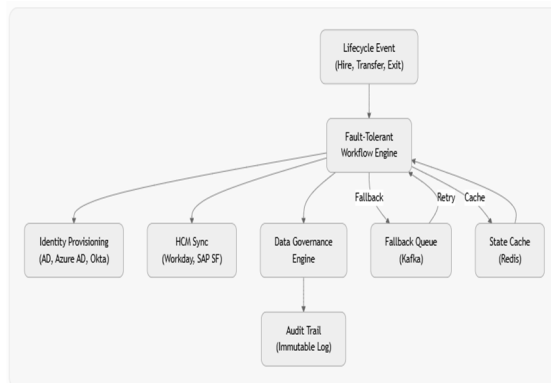 Lifecycle Event
(Hire, Transfer, Exit)
Fault-Tolerant
Workflow Engine
Fallback
Retry
Cache
Identity Provisioning
(AD, Azure AD, Okta)
HCM Sync
(Workday, SAP SF)
Data Governance
Engine
Fallback Queue
(Kafka)
State Cache
(Redis)
Audit Trail
(Immutable Log)